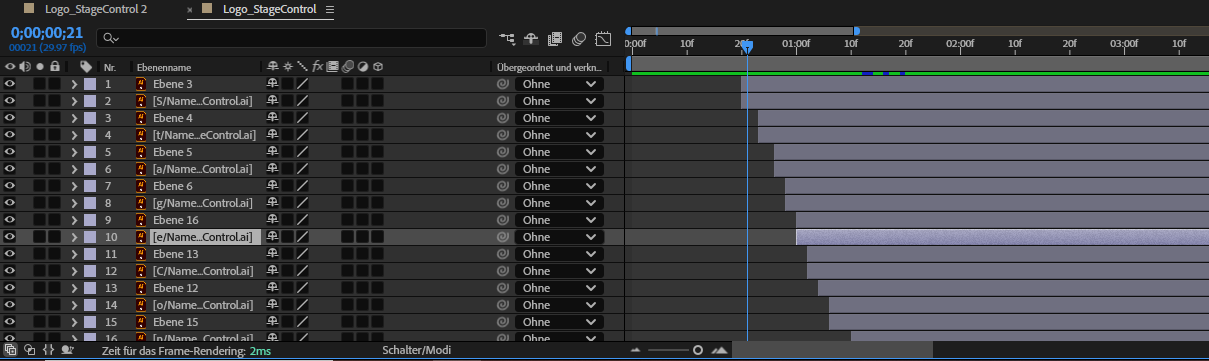 Logo_StageControl 2 × Logo_StageControl
0;00;00;21
00021 (29.97 fps)
:00f 10f 20f 01:00f 10f 20f 02:00f 10f 20f 03:00f 10f
Nr. Ebenenname fx Übergeordnet und verkn...
1 Ebene 3 Ohne
2 [S/Name...Control.ai] Ohne
3 Ebene 4 Ohne
4 [t/Name...eControl.ai] Ohne
5 Ebene 5 Ohne
6 [a/Name...Control.ai] Ohne
7 Ebene 6 Ohne
8 [g/Name...Control.ai] Ohne
9 Ebene 16 Ohne
10 [e/Name...Control.ai] Ohne
11 Ebene 13 Ohne
12 [C/Name...Control.ai] Ohne
13 Ebene 12 Ohne
14 [o/Name...Control.ai] Ohne
15 Ebene 15 Ohne
16 [n/Name...Control.ai] Ohne
Zeit für das Frame-Rendering: 2ms Schalter/Modi